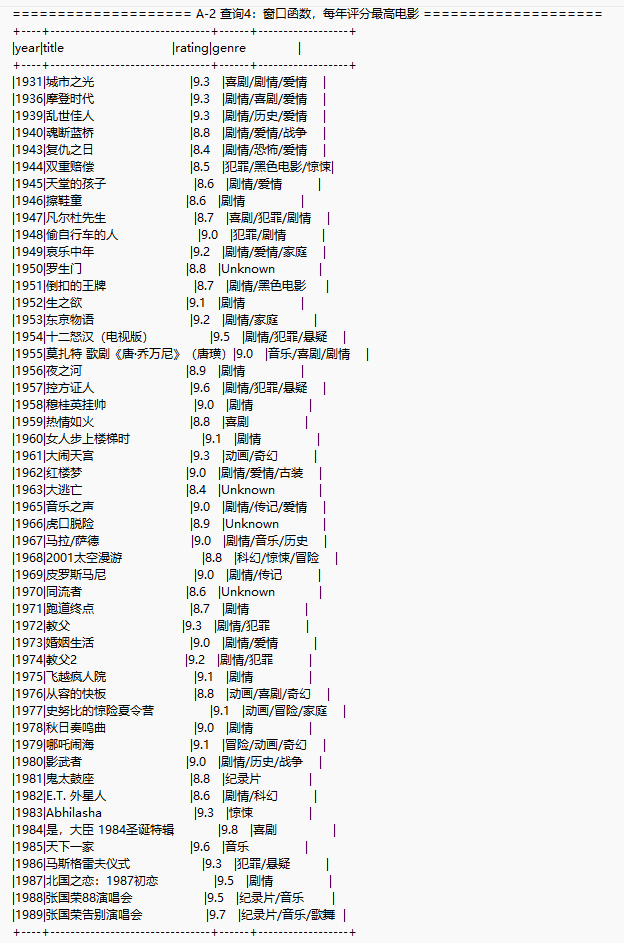 ==================== A-2 查询4：窗口函数，每年评分最高电影 ====================
+----+--------------------------------+------+------------------+
|year|title |rating|genre |
+----+--------------------------------+------+------------------+
|1931|城市之光 |9.3 |喜剧/剧情/爱情 |
|1936|摩登时代 |9.3 |剧情/喜剧/爱情 |
|1939|乱世佳人 |9.3 |剧情/历史/爱情 |
|1940|魂断蓝桥 |8.8 |剧情/爱情/战争 |
|1943|复仇之日 |8.4 |剧情/恐怖/爱情 |
|1944|双重赔偿 |8.5 |犯罪/黑色电影/惊悚|
|1945|天堂的孩子 |8.6 |剧情/爱情 |
|1946|擦鞋童 |8.6 |剧情 |
|1947|凡尔杜先生 |8.7 |喜剧/犯罪/剧情 |
|1948|偷自行车的人 |9.0 |犯罪/剧情 |
|1949|哀乐中年 |9.2 |剧情/爱情/家庭 |
|1950|罗生门 |8.8 |Unknown |
|1951|倒扣的王牌 |8.7 |剧情/黑色电影 |
|1952|生之欲 |9.1 |剧情 |
|1953|东京物语 |9.2 |剧情/家庭 |
|1954|十二怒汉（电视版） |9.5 |剧情/犯罪/悬疑 |
|1955|莫扎特 歌剧《唐·乔万尼》（唐璜）|9.0 |音乐/喜剧/剧情 |
|1956|夜之河 |8.9 |剧情 |
|1957|控方证人 |9.6 |剧情/犯罪/悬疑 |
|1958|穆桂英挂帅 |9.0 |剧情 |
|1959|热情如火 |8.8 |喜剧 |
|1960|女人步上楼梯时 |9.1 |剧情 |
|1961|大闹天宫 |9.3 |动画/奇幻 |
|1962|红楼梦 |9.0 |剧情/爱情/古装 |
|1963|大逃亡 |8.4 |Unknown |
|1965|音乐之声 |9.0 |剧情/传记/爱情 |
|1966|虎口脱险 |8.9 |Unknown |
|1967|马拉/萨德 |9.0 |剧情/音乐/历史 |
|1968|2001太空漫游 |8.8 |科幻/惊悚/冒险 |
|1969|皮罗斯马尼 |9.0 |剧情/传记 |
|1970|同流者 |8.6 |Unknown |
|1971|跑道终点 |8.7 |剧情 |
|1972|教父 |9.3 |剧情/犯罪 |
|1973|婚姻生活 |9.0 |剧情/爱情 |
|1974|教父2 |9.2 |剧情/犯罪 |
|1975|飞越疯人院 |9.1 |剧情 |
|1976|从容的快板 |8.8 |动画/喜剧/奇幻 |
|1977|史努比的惊险夏令营 |9.1 |动画/冒险/家庭 |
|1978|秋日奏鸣曲 |9.0 |剧情 |
|1979|哪吒闹海 |9.1 |冒险/动画/奇幻 |
|1980|影武者 |9.0 |剧情/历史/战争 |
|1981|鬼太鼓座 |8.8 |纪录片 |
|1982|E.T. 外星人 |8.6 |剧情/科幻 |
|1983|Abhilasha |9.3 |惊悚 |
|1984|是，大臣 1984圣诞特辑 |9.8 |喜剧 |
|1985|天下一家 |9.6 |音乐 |
|1986|马斯格雷夫仪式 |9.3 |犯罪/悬疑 |
|1987|北国之恋：1987初恋 |9.5 |剧情 |
|1988|张国荣88演唱会 |9.5 |纪录片/音乐 |
|1989|张国荣告别演唱会 |9.7 |纪录片/音乐/歌舞 |
+----+--------------------------------+------+------------------+